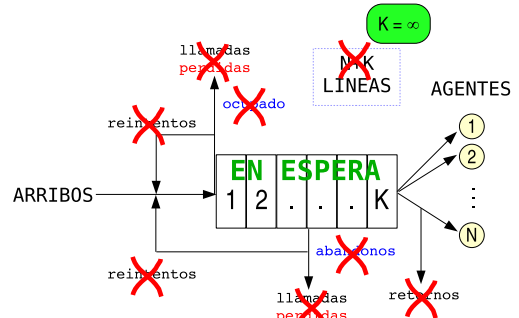 K = ∞
llamadas
perdidas
N+K
LINEAS
AGENTES
ocupado
reintentos
1
EN ESPERA
2
ARRIBOS
1 2 . . . K
N
abandonos
reintentos
llamadas
perdidas
retornos